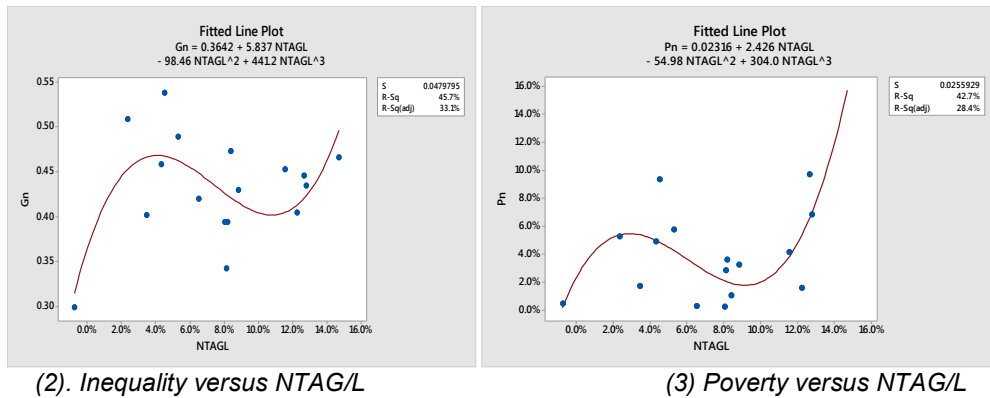 Fitted Line Plot
Gn = 0.3642 + 5.837 NTAGL
- 98.46 NTAGL^2 + 441.2 NTAGL^3
S 0.0479795
R-Sq 45.7%
R-Sq(adj) 33.1%
0.55
0.50
0.45
0.40
0.35
0.30
Gn
0.0% 2.0% 4.0% 6.0% 8.0% 10.0% 12.0% 14.0% 16.0%
NTAGL
Fitted Line Plot
Pn = 0.02316 + 2.426 NTAGL
- 54.98 NTAGL^2 + 304.0 NTAGL^3
S 0.0255929
R-Sq 42.7%
R-Sq(adj) 28.4%
16.0%
14.0%
12.0%
10.0%
8.0%
6.0%
4.0%
2.0%
0.0%
Pn
0.0% 2.0% 4.0% 6.0% 8.0% 10.0% 12.0% 14.0% 16.0%
NTAGL
(2). Inequality versus NTAG/L
(3) Poverty versus NTAG/L